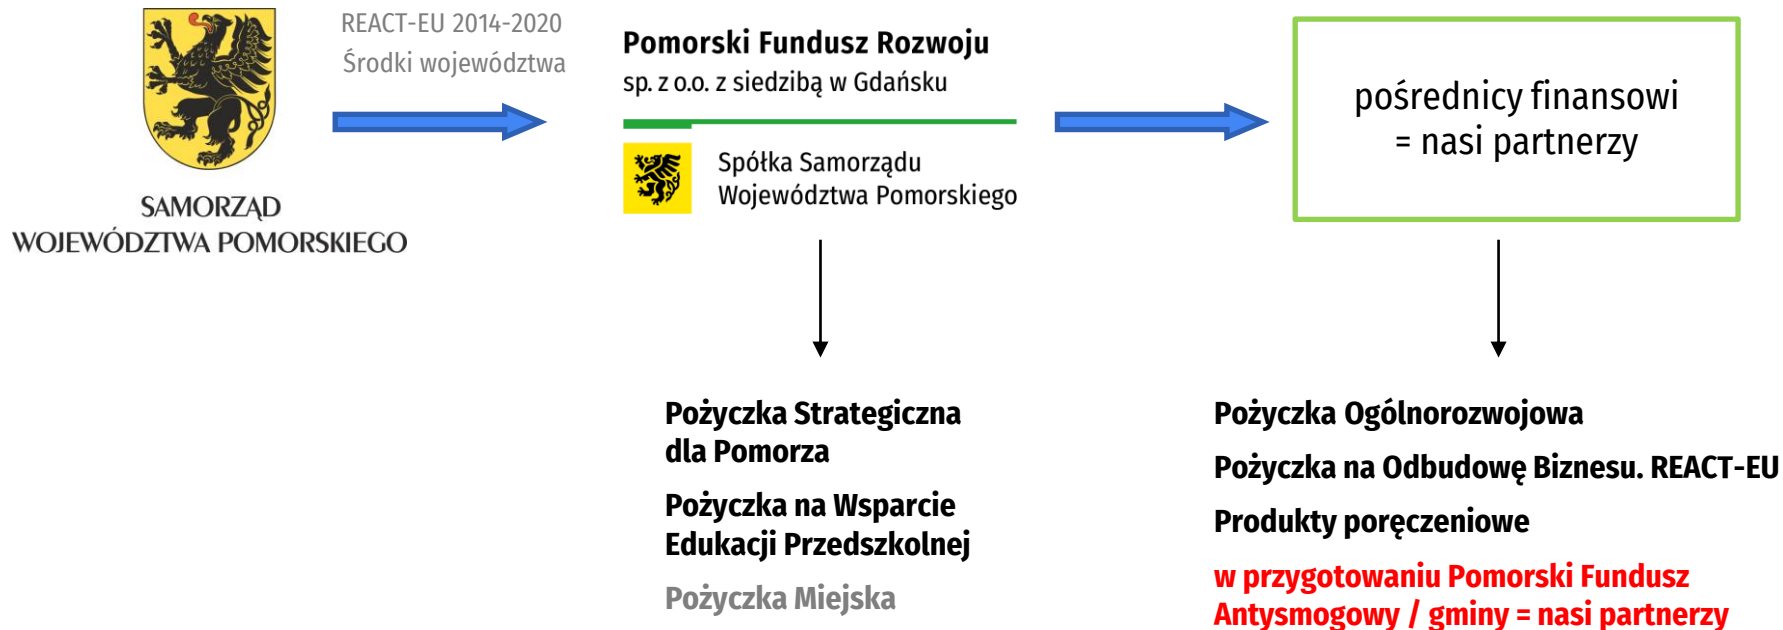 REACT-EU 2014-2020
Środki województwa
SAMORZĄD
WOJEWÓDZTWA POMORSKIEGO
Pomorski Fundusz Rozwoju
sp. z o.o. z siedzibą w Gdańsku
Spółka Samorządu
Województwa Pomorskiego
pośrednicy finansowi
= nasi partnerzy
Pożyczka Strategiczna
dla Pomorza
Pożyczka na Wsparcie
Edukacji Przedszkolnej
Pożyczka Miejska
Pożyczka Ogólnorozwojowa
Pożyczka na Odbudowę Biznesu. REACT-EU
Produkty poręczeniowe
w przygotowaniu Pomorski Fundusz
Antysmogowy / gminy = nasi partnerzy